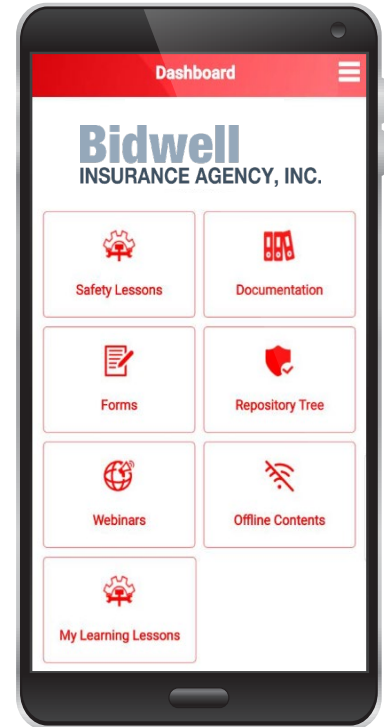 Dashboard
Bidwell
INSURANCE AGENCY, INC.
Safety Lessons
Documentation
Forms
Repository Tree
Webinars
Offline Contents
My Learning Lessons